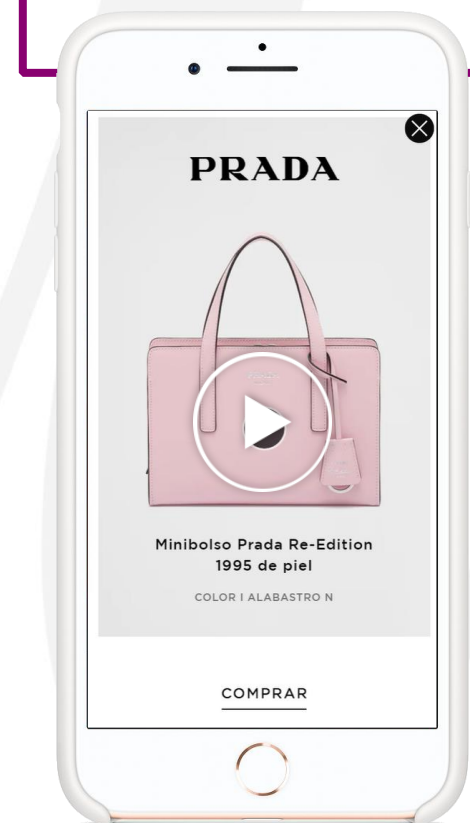 PRADA
Minibolso Prada Re-Edition
1995 de piel
COLOR I ALABASTRO N
COMPRAR